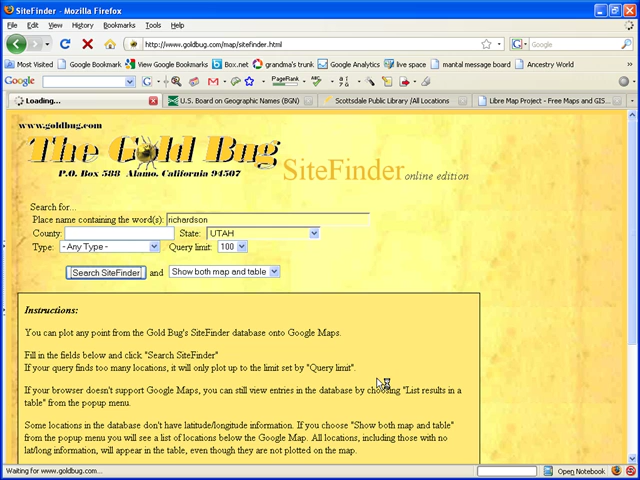 SiteFinder - Mozilla Firefox
File Edit View History Bookmarks Tools Help
http://www.goldbug.com/map/sitefinder.html Google
Most Visited Google Bookmark View Google Bookmarks Box.net grandma's trunk Google Analytics live space mantal message board Ancestry World
Google PageRank
Loading... U.S. Board on Geographic Names (BGN) Scottsdale Public Library /All Locations Libre Map Project - Free Maps and GIS...
www.goldbug.com
The Gold Bug
SiteFinder online edition
P.O. Box 588 Alamo, California 94507
Search for...
Place name containing the word(s): richardson
County: State: UTAH
Type: - Any Type - Query limit: 100
Search SiteFinder and Show both map and table
Instructions:
You can plot any point from the Gold Bug's SiteFinder database onto Google Maps.
Fill in the fields below and click "Search SiteFinder"
If your query finds too many locations, it will only plot up to the limit set by "Query limit".
If your browser doesn't support Google Maps, you can still view entries in the database by choosing "List results in a
table" from the popup menu.
Some locations in the database don't have latitude/longitude information. If you choose "Show both map and table"
from the popup menu you will see a list of locations below the Google Map. All locations, including those with no
lat/long information, will appear in the table, even though they are not plotted on the map.
Waiting for www.goldbug.com... Open Notebook